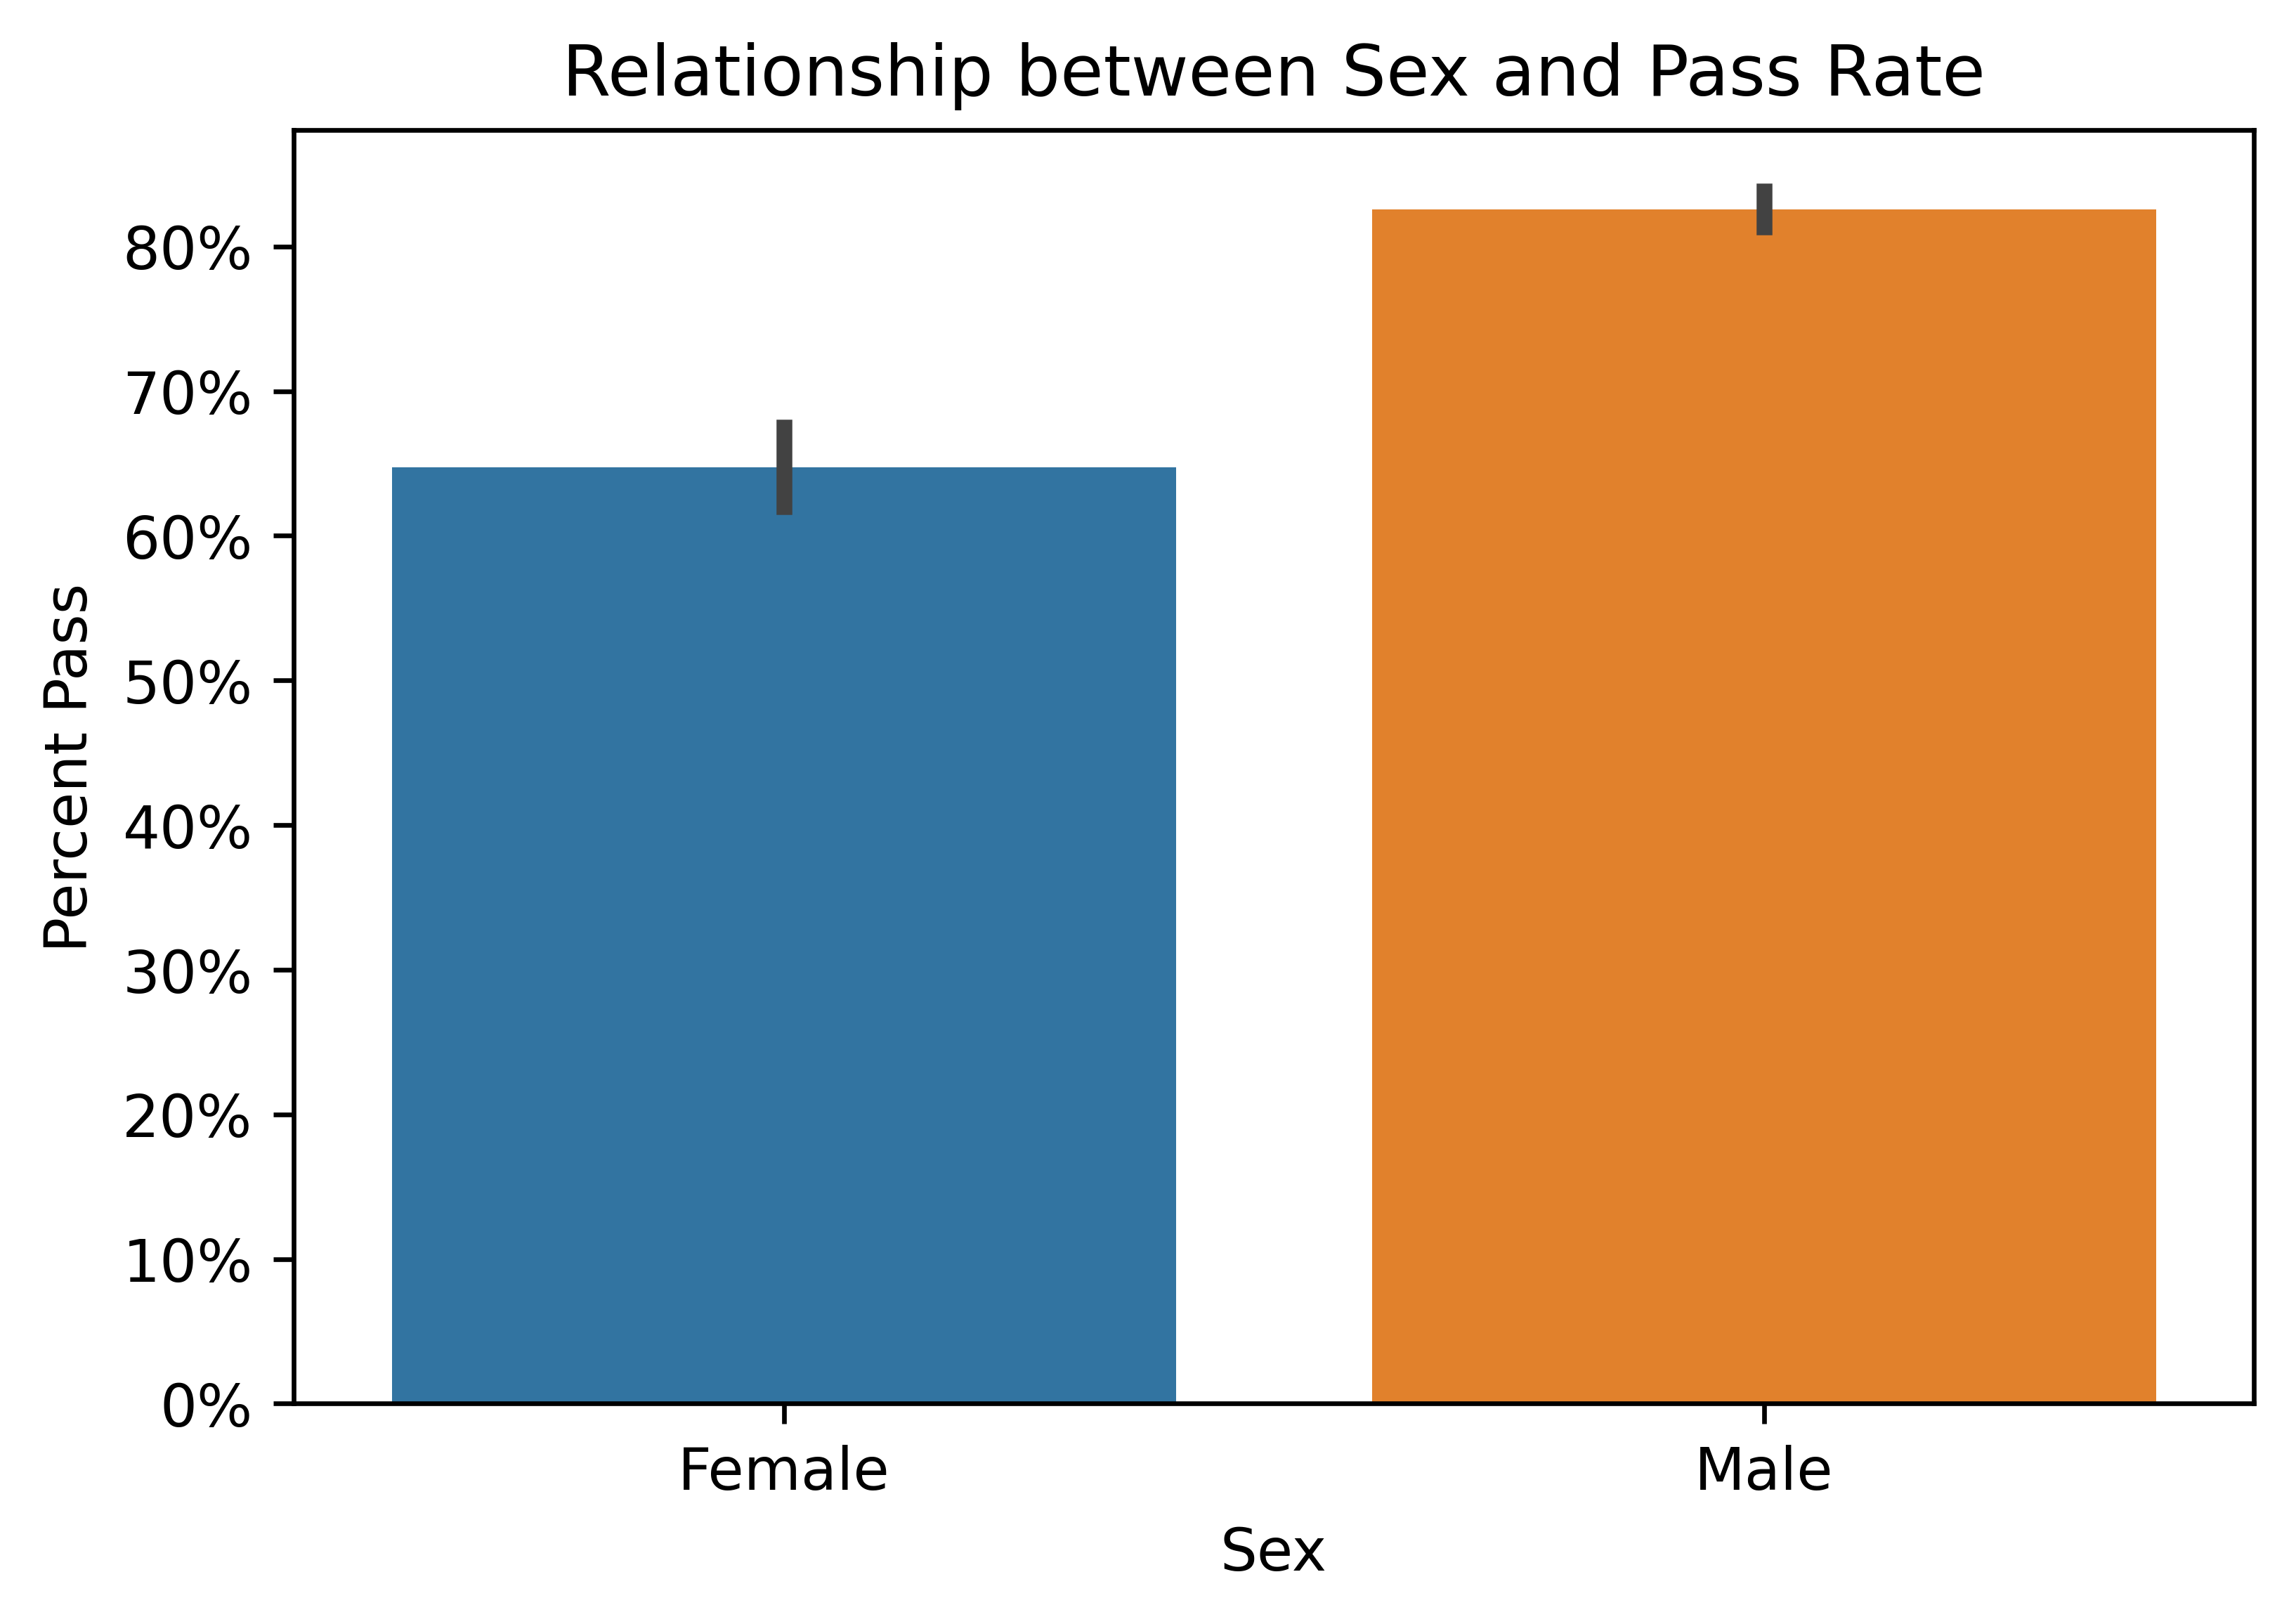 Relationship between Sex and Pass Rate
Percent Pass
80%
70%
60%
50%
40%
30%
20%
10%
0%
Female
Male
Sex